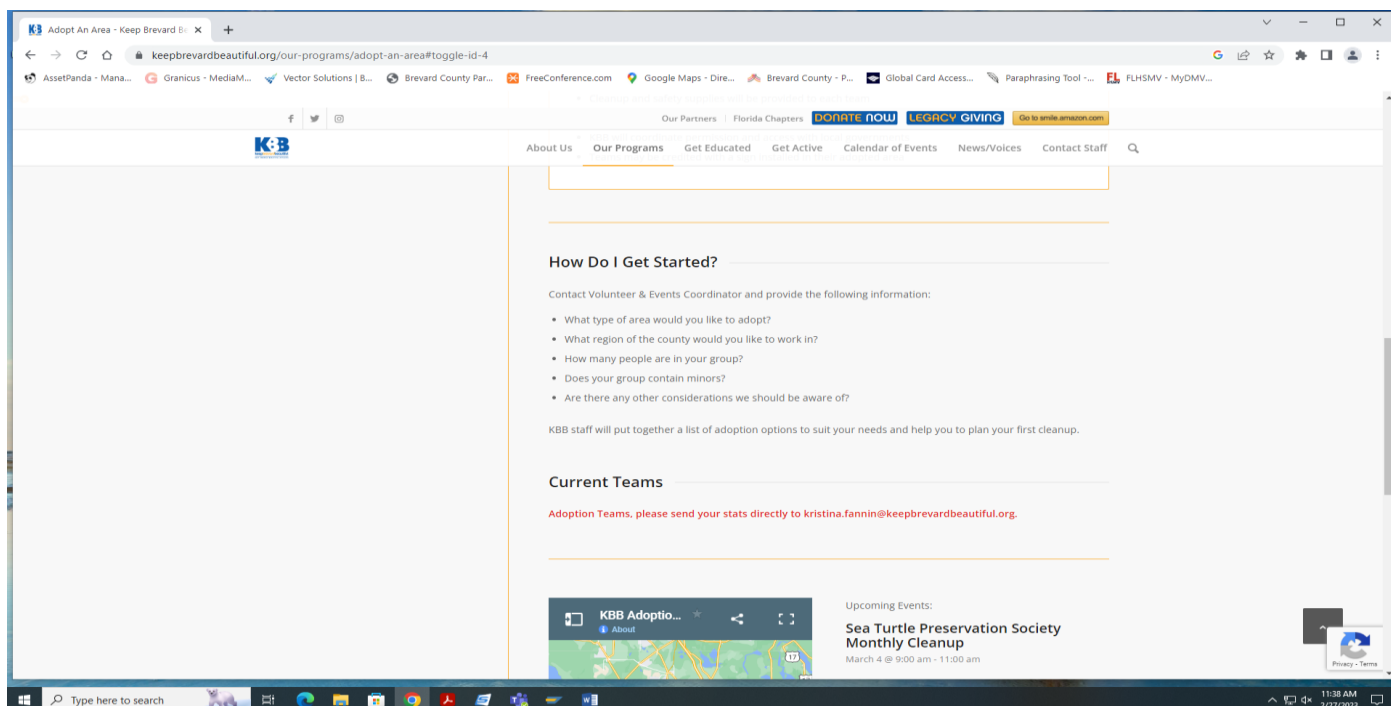 Adopt An Area - Keep Brevard Be
keepbrevardbeautiful.org/our-programs/adopt-an-area#toggle-id-4
AssetPanda - Mana... Granicus - MediaM... Vector Solutions | B... Brevard County Par... FreeConference.com Google Maps - Dire... Brevard County - P... Global Card Access... Paraphrasing Tool -... FLHSMV - MyDMV...
Our Partners Florida Chapters DONATE NOW LEGACY GIVING Go to smile.amazon.com
KBB About Us Our Programs Get Educated Get Active Calendar of Events News/Voices Contact Staff
How Do I Get Started?
Contact Volunteer & Events Coordinator and provide the following information:
• What type of area would you like to adopt?
• What region of the county would you like to work in?
• How many people are in your group?
• Does your group contain minors?
• Are there any other considerations we should be aware of?
KBB staff will put together a list of adoption options to suit your needs and help you to plan your first cleanup.
Current Teams
Adoption Teams, please send your stats directly to kristina.fannin@keepbrevardbeautiful.org.
KBB Adoptio...
About
17
Upcoming Events:
Sea Turtle Preservation Society
Monthly Cleanup
March 4 @ 9:00 am - 11:00 am
Privacy - Terms
Type here to search
11:38 AM
2/27/2023